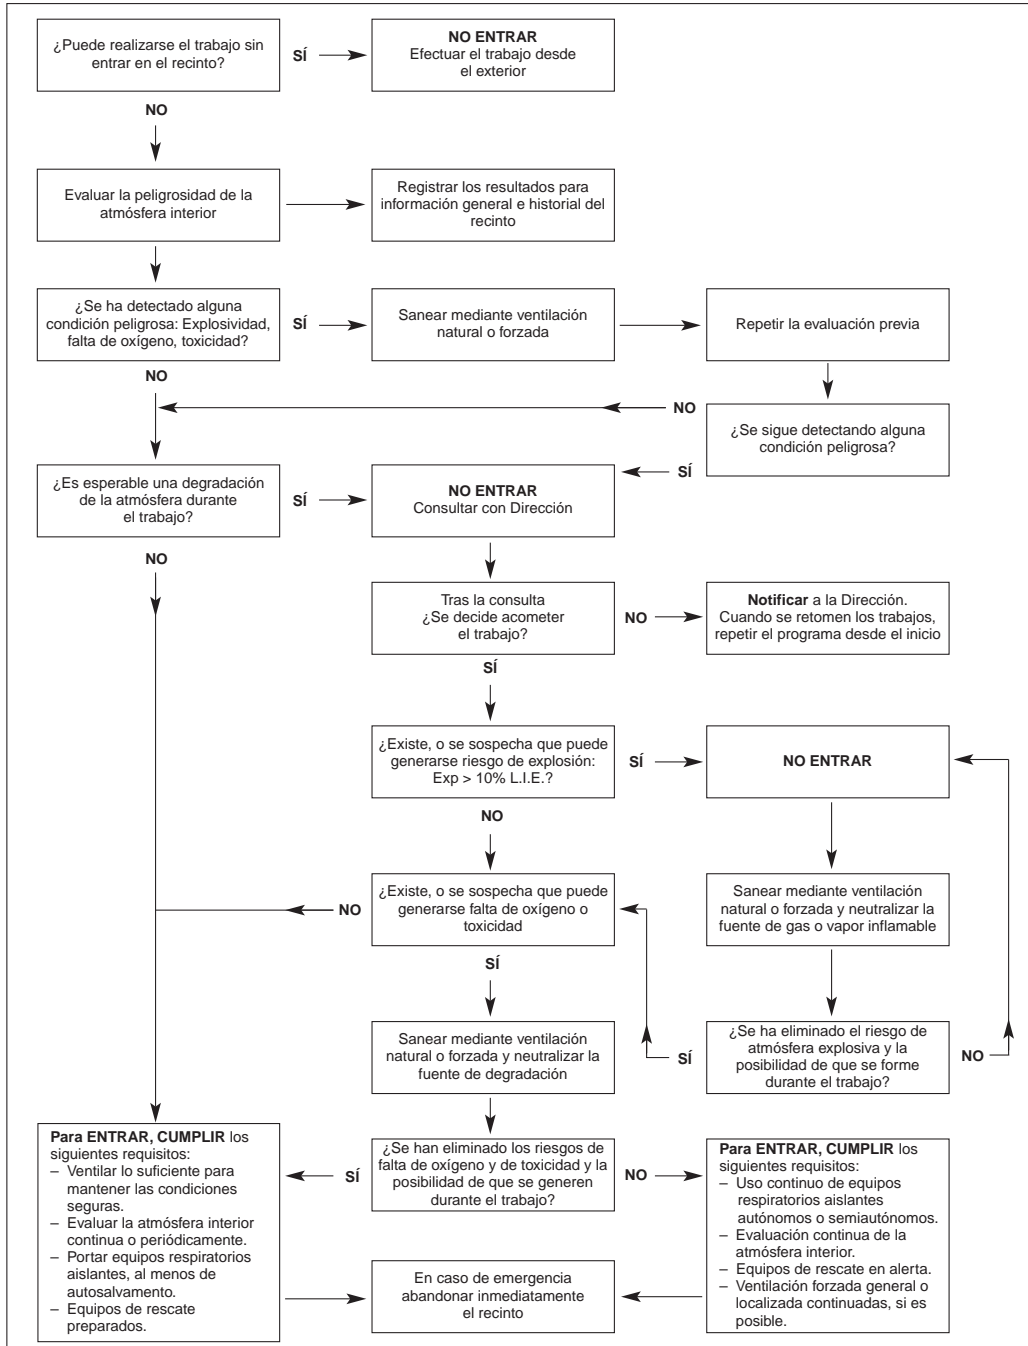 ¿Puede realizarse el trabajo sin
entrar en el recinto?
SÍ
NO ENTRAR
Efectuar el trabajo desde
el exterior
NO
Evaluar la peligrosidad de la
atmósfera interior
Registrar los resultados para
información general e historial del
recinto
¿Se ha detectado alguna
condición peligrosa: Explosividad,
falta de oxígeno, toxicidad?
SÍ
Sanear mediante ventilación
natural o forzada
Repetir la evaluación previa
NO
NO
¿Se sigue detectando alguna
condición peligrosa?
SÍ
¿Es esperable una degradación
de la atmósfera durante
el trabajo?
SÍ
NO ENTRAR
Consultar con Dirección
NO
Tras la consulta
¿Se decide acometer
el trabajo?
NO
Notificar a la Dirección.
Cuando se retomen los trabajos,
repetir el programa desde el inicio
SÍ
¿Existe, o se sospecha que puede
generarse riesgo de explosión:
Exp > 10% L.I.E.?
SÍ
NO ENTRAR
NO
¿Existe, o se sospecha que puede
generarse falta de oxígeno o
toxicidad
NO
Sanear mediante ventilación
natural o forzada y neutralizar la
fuente de gas o vapor inflamable
SÍ
Sanear mediante ventilación
natural o forzada y neutralizar la
fuente de degradación
SÍ
¿Se ha eliminado el riesgo de
atmósfera explosiva y la
posibilidad de que se forme
durante el trabajo?
NO
Para ENTRAR, CUMPLIR los
siguientes requisitos:
– Ventilar lo suficiente para
mantener las condiciones
seguras.
– Evaluar la atmósfera interior
continua o periódicamente.
– Portar equipos respiratorios
aislantes, al menos de
autosalvamento.
– Equipos de rescate
preparados.
SÍ
¿Se han eliminado los riesgos de
falta de oxígeno y de toxicidad y la
posibilidad de que se generen
durante el trabajo?
NO
Para ENTRAR, CUMPLIR los
siguientes requisitos:
– Uso continuo de equipos
respiratorios aislantes
autónomos o semiautónomos.
– Evaluación continua de la
atmósfera interior.
– Equipos de rescate en alerta.
– Ventilación forzada general o
localizada continuadas, si es
posible.
En caso de emergencia
abandonar inmediatamente
el recinto